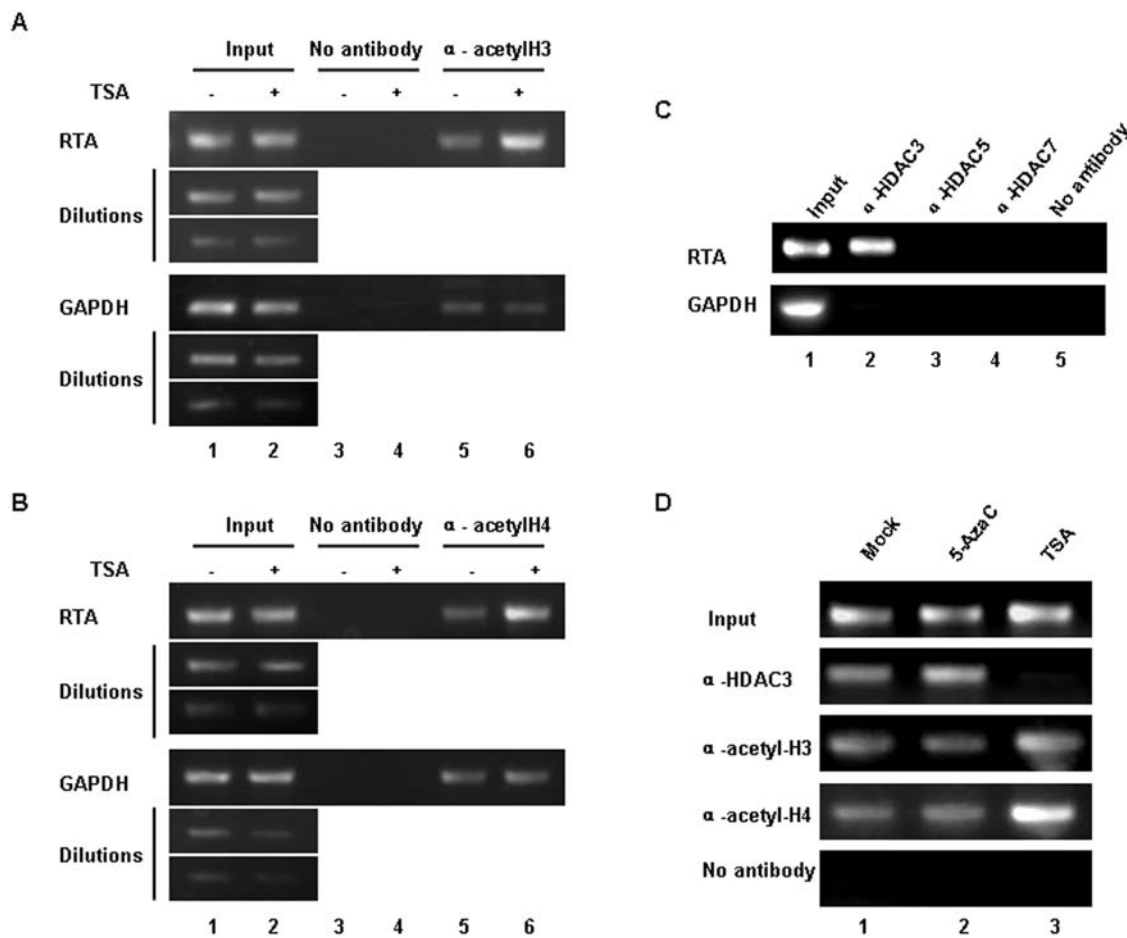 A
Input No antibody α - acetylH3
TSA - + - + - +
RTA
Dilutions
GAPDH
Dilutions
1 2 3 4 5 6
B
Input No antibody α - acetylH4
TSA - + - + - +
RTA
Dilutions
GAPDH
Dilutions
1 2 3 4 5 6
C
Input α -HDAC3 α -HDAC5 α -HDAC7 No antibody
RTA
GAPDH
1 2 3 4 5
D
Mock 5-AzaC TSA
Input
α -HDAC3
α -acetyl-H3
α -acetyl-H4
No antibody
1 2 3